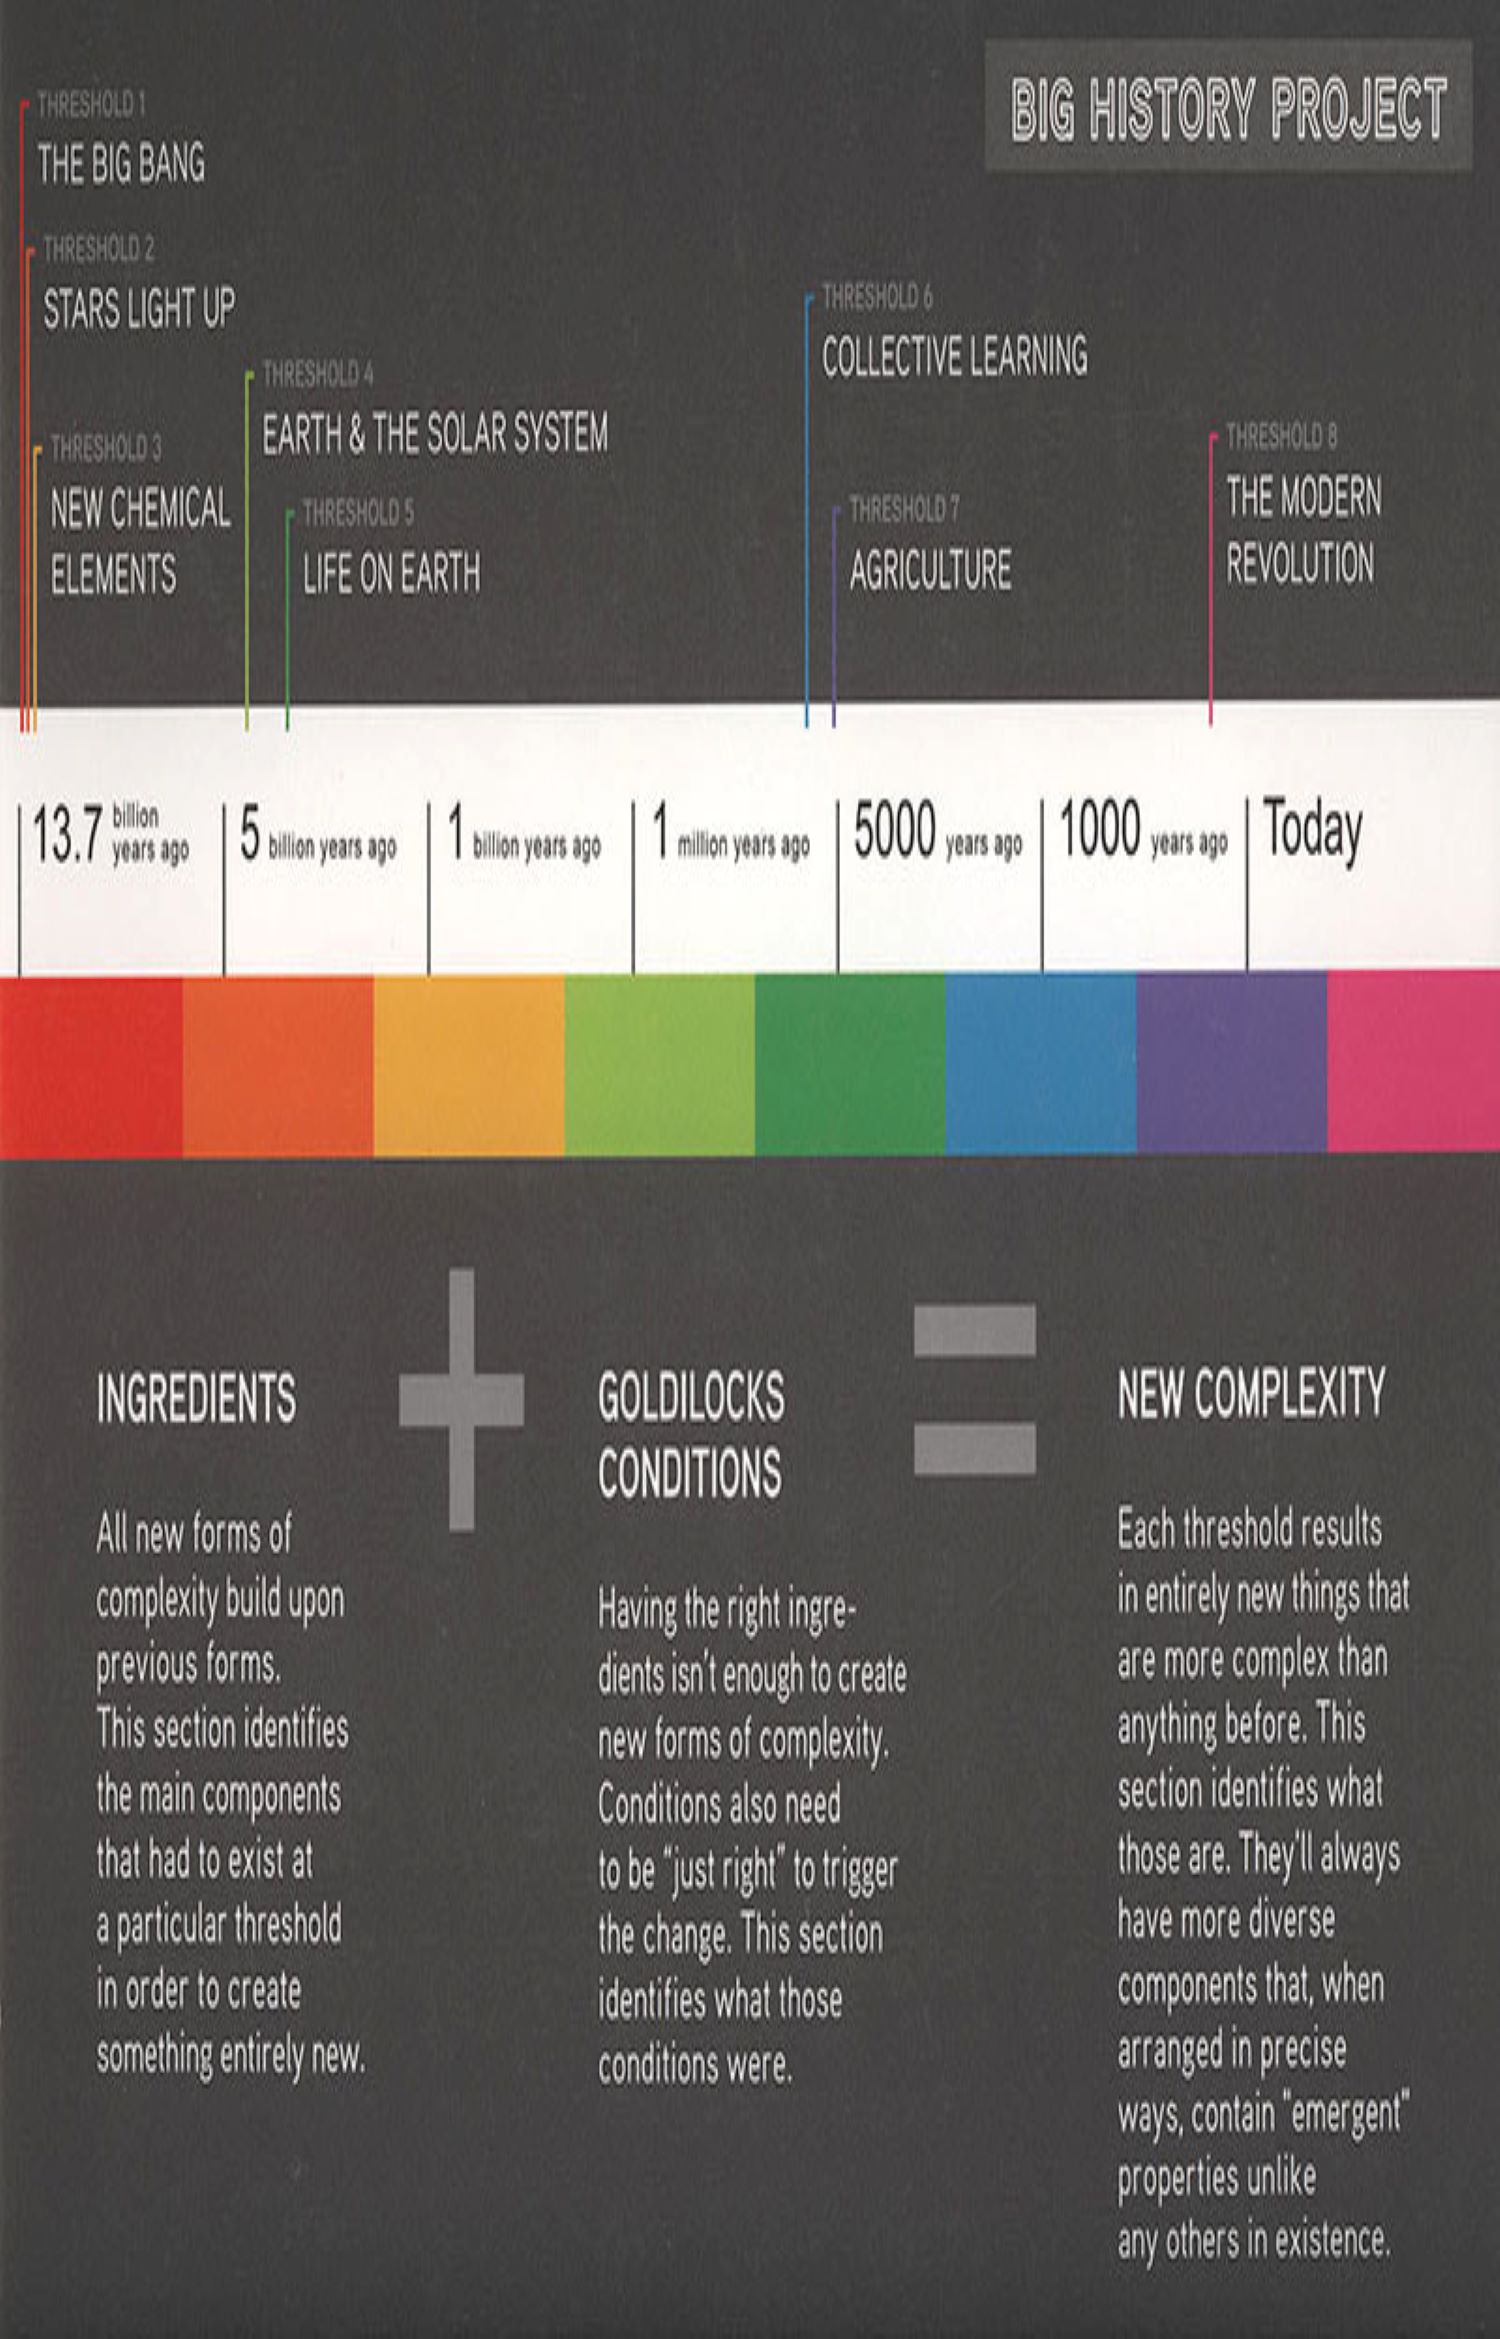 BIG HISTORY PROJECT
THRESHOLD 1
THE BIG BANG
THRESHOLD 2
STARS LIGHT UP
THRESHOLD 3
NEW CHEMICAL
ELEMENTS
THRESHOLD 4
EARTH & THE SOLAR SYSTEM
THRESHOLD 5
LIFE ON EARTH
THRESHOLD 6
COLLECTIVE LEARNING
THRESHOLD 7
AGRICULTURE
THRESHOLD 8
THE MODERN
REVOLUTION
13.7 billion years ago
5 billion years ago
1 billion years ago
1 million years ago
5000 years ago
1000 years ago
Today
INGREDIENTS
All new forms of
complexity build upon
previous forms.
This section identifies
the main components
that had to exist at
a particular threshold
in order to create
something entirely new.
GOLDILOCKS
CONDITIONS
Having the right ingre-
dients isn't enough to create
new forms of complexity.
Conditions also need
to be "just right" to trigger
the change. This section
identifies what those
conditions were.
NEW COMPLEXITY
Each threshold results
in entirely new things that
are more complex than
anything before. This
section identifies what
those are. They'll always
have more diverse
components that, when
arranged in precise
ways, contain "emergent"
properties unlike
any others in existence.